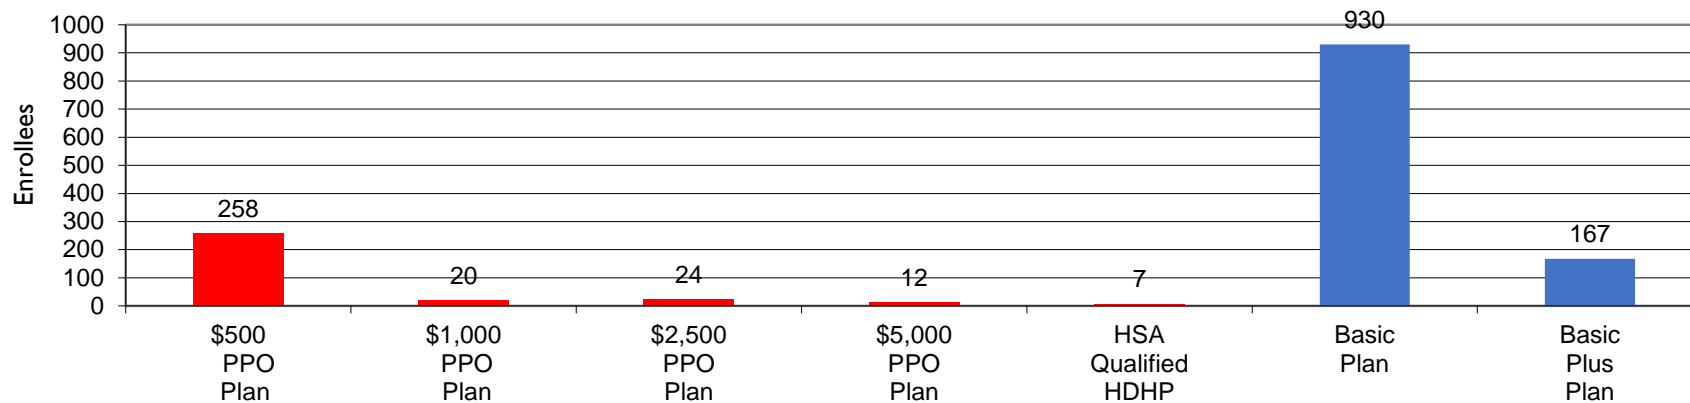 Enrollees
1000
900
800
700
600
500
400
300
200
100
0
258
20
24
12
7
930
167
$500
PPO
Plan
$1,000
PPO
Plan
$2,500
PPO
Plan
$5,000
PPO
Plan
HSA
Qualified
HDHP
Basic
Plan
Basic
Plus
Plan